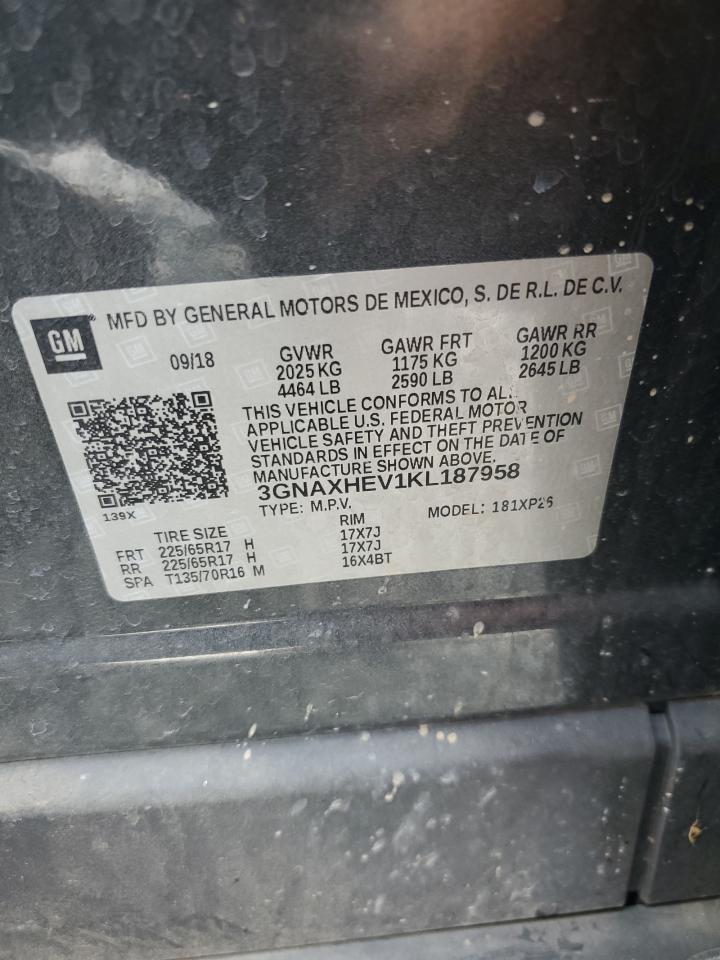 GM
MFD BY GENERAL MOTORS DE MEXICO, S. DE R.L. DE C.V.
09/18 GVWR GAWR FRT GAWR RR
2025 KG 1175 KG 1200 KG
4464 LB 2590 LB 2645 LB
THIS VEHICLE CONFORMS TO ALL
APPLICABLE U.S. FEDERAL MOTOR
VEHICLE SAFETY AND THEFT PREVENTION
STANDARDS IN EFFECT ON THE DATE OF
MANUFACTURE SHOWN ABOVE.
3GNAXHEV1KL187958
139X
TYPE: M.P.V. MODEL: 181XP26
TIRE SIZE RIM
FRT 225/65R17 H 17X7J
RR 225/65R17 H 17X7J
SPA T135/70R16 M 16X4BT